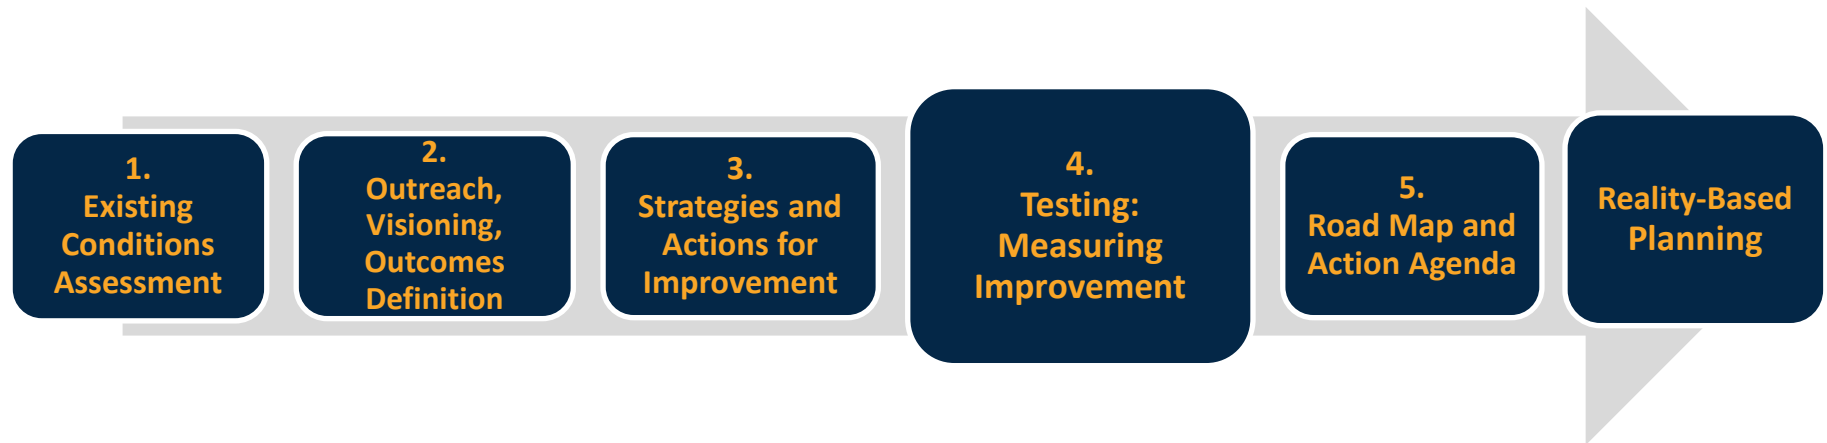 1.
Existing
Conditions
Assessment
2.
Outreach,
Visioning,
Outcomes
Definition
3.
Strategies and
Actions for
Improvement
4.
Testing:
Measuring
Improvement
5.
Road Map and
Action Agenda
Reality-Based
Planning